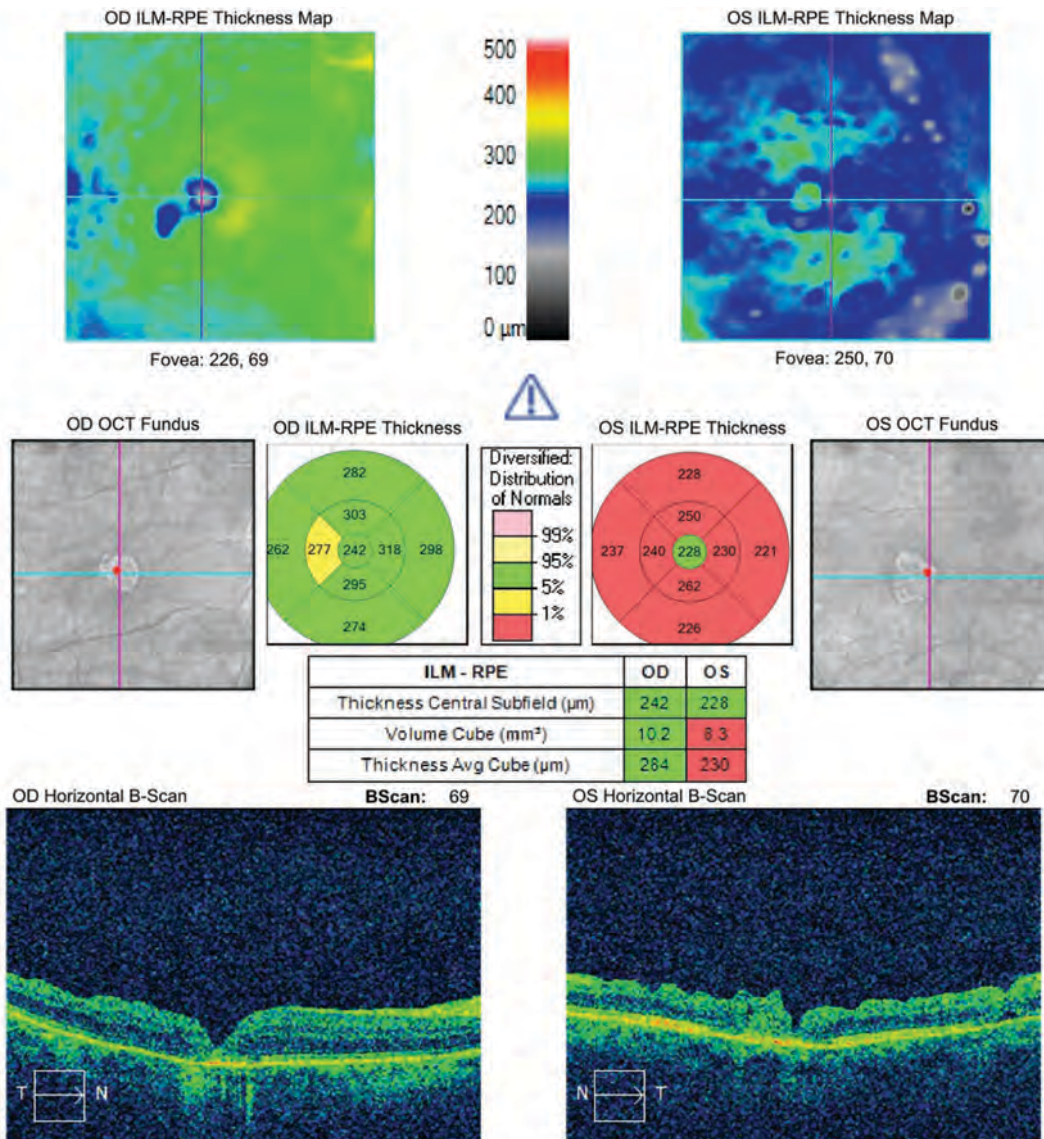 OD ILM-RPE Thickness Map
OS ILM-RPE Thickness Map
500
400
300
200
100
0 µm
Fovea: 226, 69
Fovea: 250, 70
OD OCT Fundus
OD ILM-RPE Thickness
OS ILM-RPE Thickness
OS OCT Fundus
282
303
262 277 242 318 298
295
274
Diversified:
Distribution
of Normals
99%
95%
5%
1%
228
250
237 240 228 230 221
262
226
ILM - RPE OD OS
Thickness Central Subfield (µm) 242 228
Volume Cube (mm³) 10.2 8.3
Thickness Avg Cube (µm) 284 230
OD Horizontal B-Scan BScan: 69
OS Horizontal B-Scan BScan: 70
T N
N T